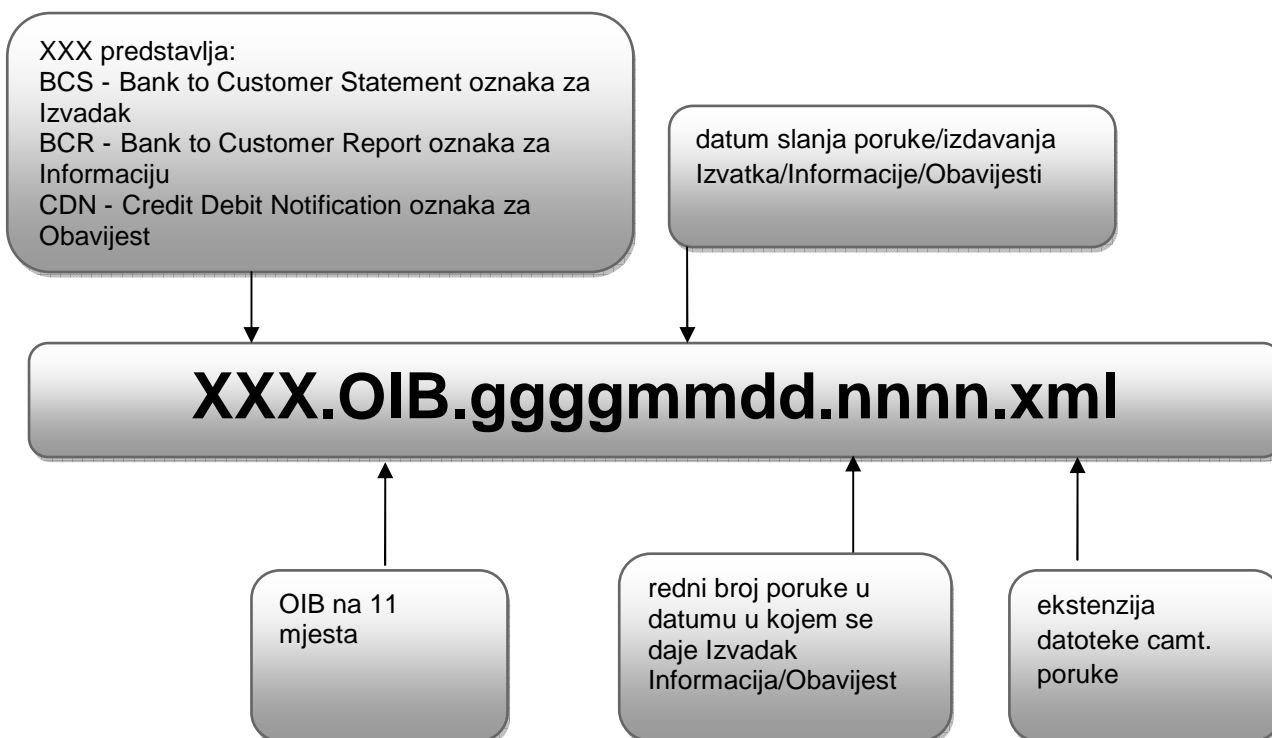 XXX predstavlja:
BCS - Bank to Customer Statement oznaka za
Izvadak
BCR - Bank to Customer Report oznaka za
Informaciju
CDN - Credit Debit Notification oznaka za
Obavijest
datum slanja poruke/izdavanja
Izvatka/Informacije/Obavijesti
XXX.OIB.ggggmmdd.nnnn.xml
OIB na 11
mjesta
redni broj poruke u
datumu u kojem se
daje Izvadak
Informacija/Obavijest
ekstenzija
datoteke camt.
poruke